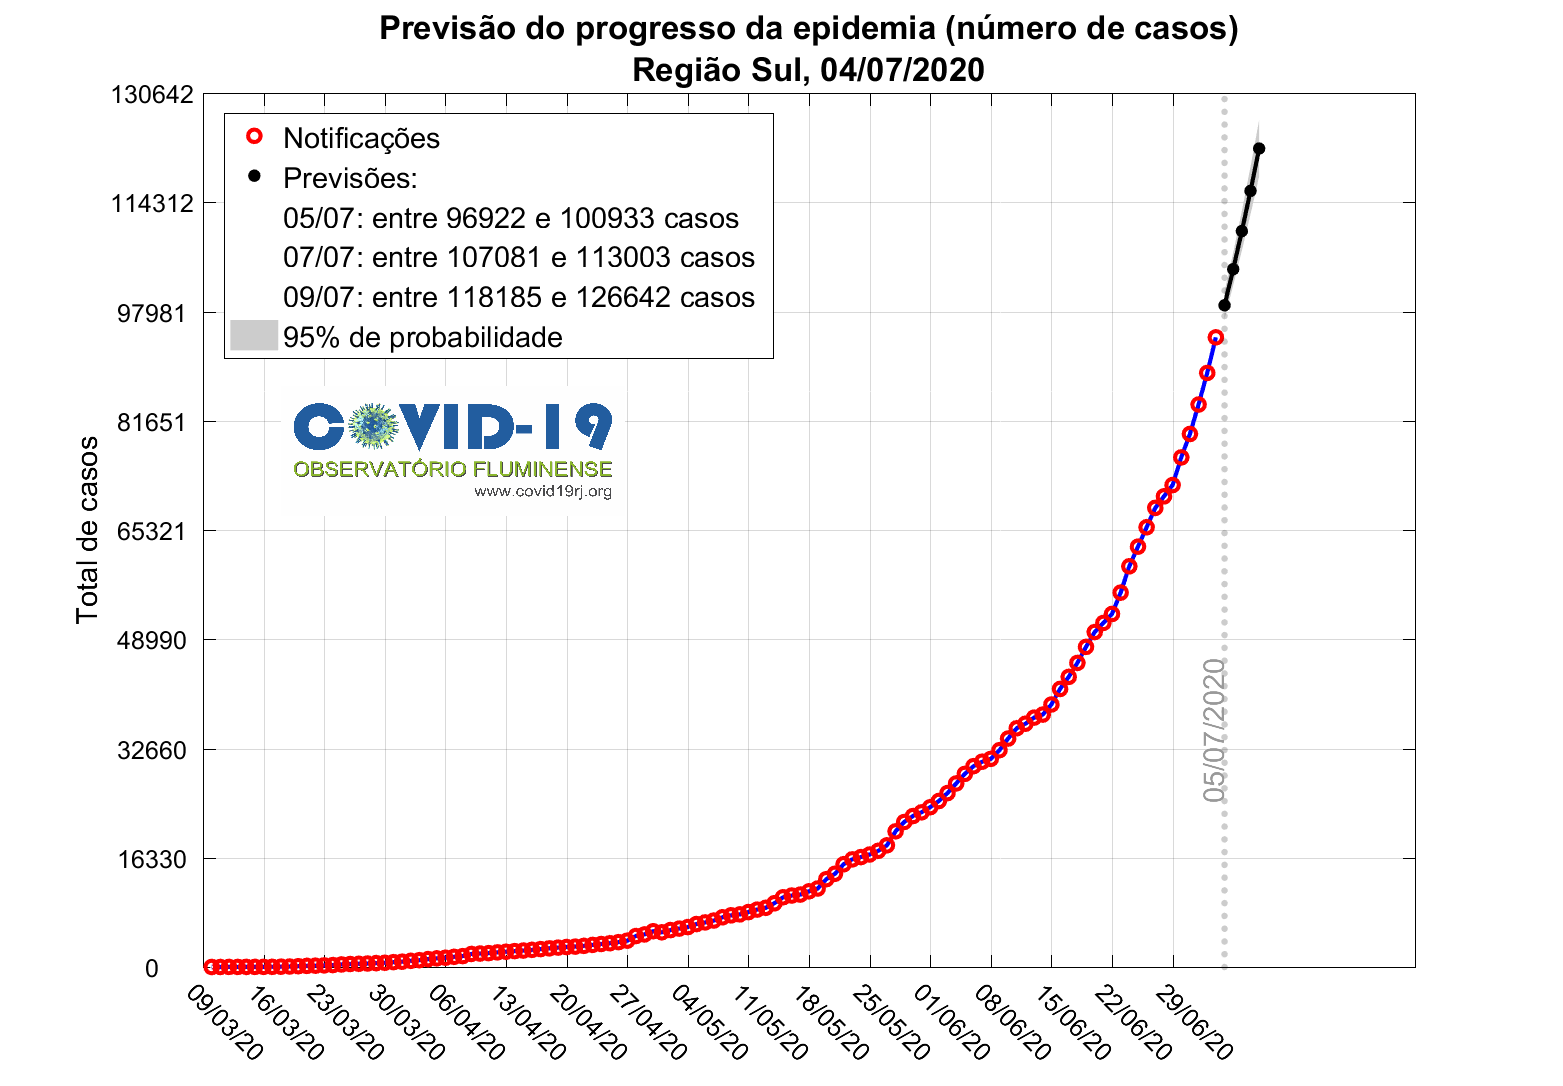 Previsão do progresso da epidemia (número de casos)
Região Sul, 04/07/2020
130642
114312
97981
81651
65321
48990
32660
16330
0
Total de casos
Notificações
Previsões:
05/07: entre 96922 e 100933 casos
07/07: entre 107081 e 113003 casos
09/07: entre 118185 e 126642 casos
95% de probabilidade
COVID-19
OBSERVATÓRIO FLUMINENSE
www.covid19rj.org
05/07/2020
09/03/20
16/03/20
23/03/20
30/03/20
06/04/20
13/04/20
20/04/20
27/04/20
04/05/20
11/05/20
18/05/20
25/05/20
01/06/20
08/06/20
15/06/20
22/06/20
29/06/20